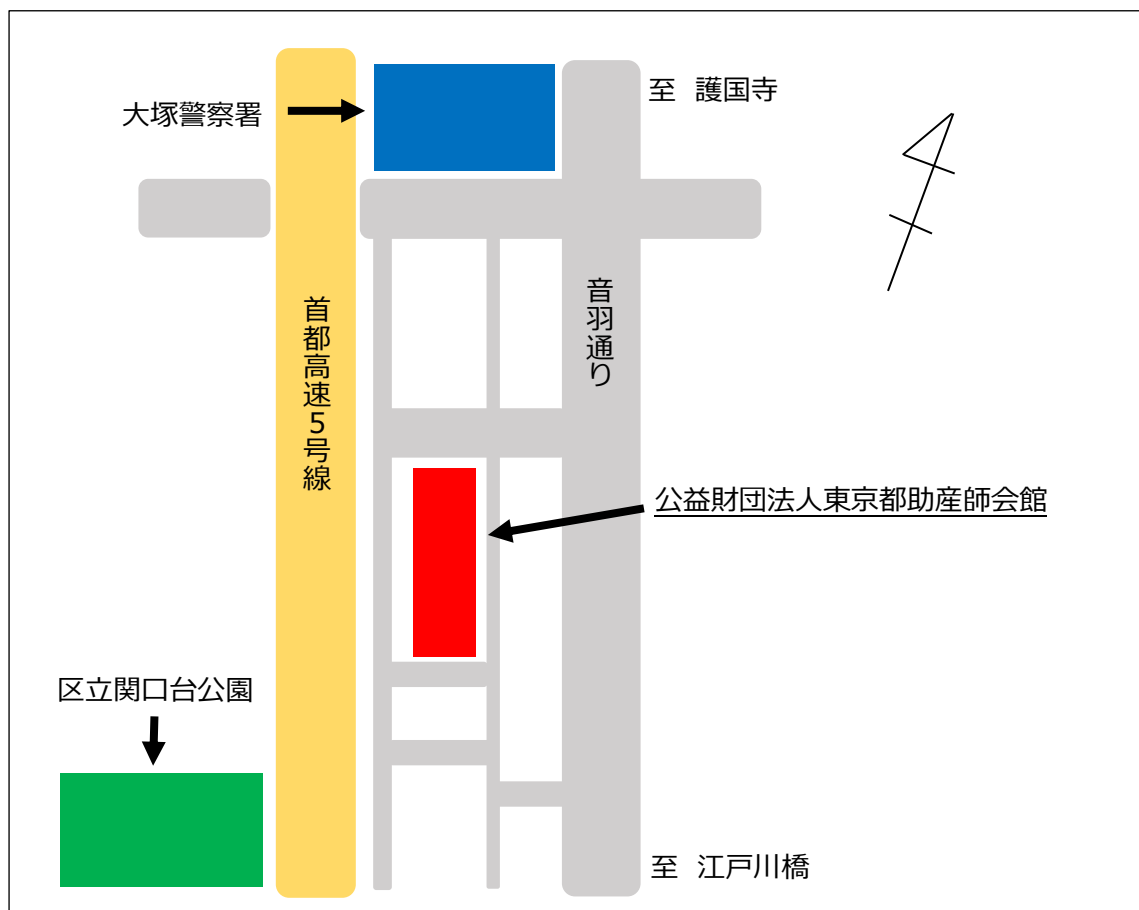 至 護国寺
大塚警察署
音羽通り
首都高速5号線
公益財団法人東京都助産師会館
区立関口台公園
至 江戸川橋